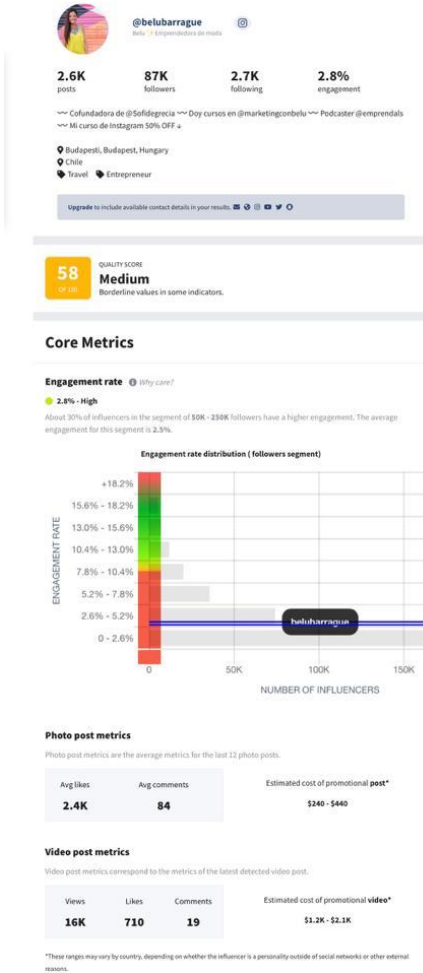 @belubarrague
Belu ✨ Emprendedora de moda
2.6K 87K 2.7K 2.8%
posts followers following engagement
〰 Cofundadora de @Sofidegrecia 〰 Doy cursos en @marketingconbelu 〰 Podcaster @emprendals
〰 Mi curso de Instagram 50% OFF ↓
Budapesti, Budapest, Hungary
Chile
Travel Entrepreneur
Upgrade to include available contact details in your results.
58
OF 100
QUALITY SCORE
Medium
Borderline values in some indicators.
Core Metrics
Engagement rate Why care?
2.8% - High
About 30% of influencers in the segment of 50K - 250K followers have a higher engagement. The average
engagement for this segment is 2.5%.
Engagement rate distribution ( followers segment)
ENGAGEMENT RATE
+18.2%
15.6% - 18.2%
13.0% - 15.6%
10.4% - 13.0%
7.8% - 10.4%
5.2% - 7.8%
2.6% - 5.2%
belubarrague
0 - 2.6%
0 50K 100K 150K
NUMBER OF INFLUENCERS
Photo post metrics
Photo post metrics are the average metrics for the last 12 photo posts.
Avg likes Avg comments Estimated cost of promotional post*
2.4K 84 $240 - $440
Video post metrics
Video post metrics correspond to the metrics of the latest detected video post.
Views Likes Comments Estimated cost of promotional video*
16K 710 19 $1.2K - $2.1K
*These ranges may vary by country, depending on whether the influencer is a personality outside of social networks or other external
reasons.